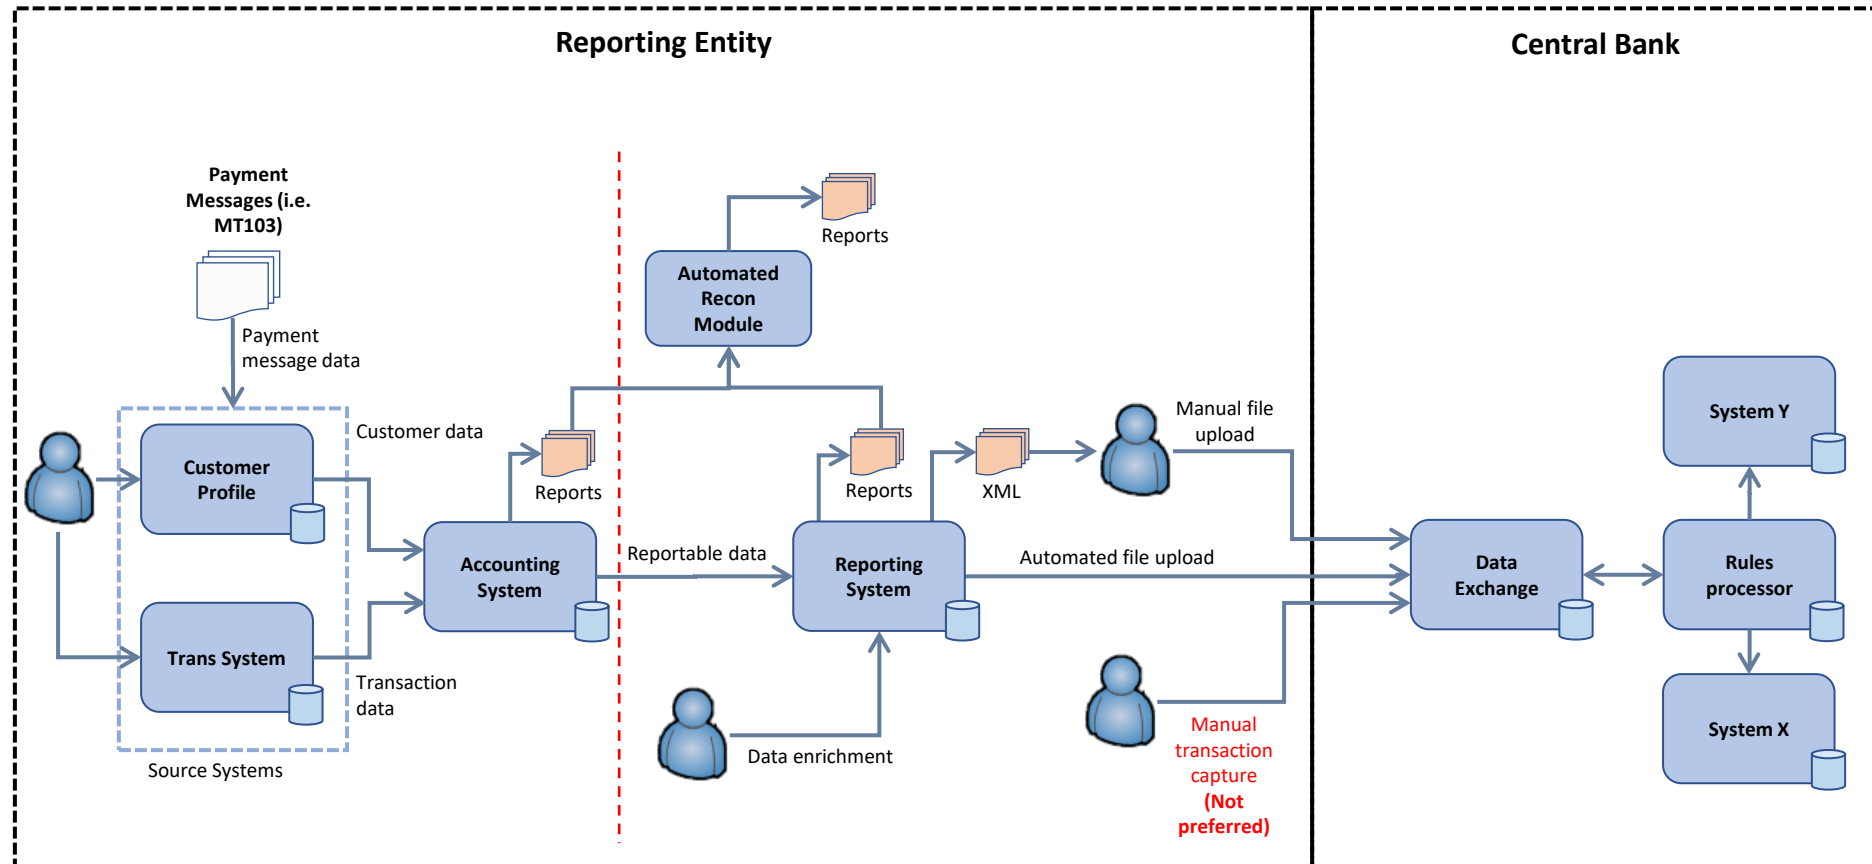 Reporting Entity
Central Bank
Payment
Messages (i.e.
MT103)
Reports
Automated
Recon
Module
Payment
message data
Customer data
Manual file
upload
System Y
Customer
Profile
Reports
Reports
XML
Accounting
System
Reportable data
Reporting
System
Automated file upload
Data
Exchange
Rules
processor
Trans System
Transaction
data
Source Systems
Data enrichment
Manual
transaction
capture
(Not
preferred)
System X